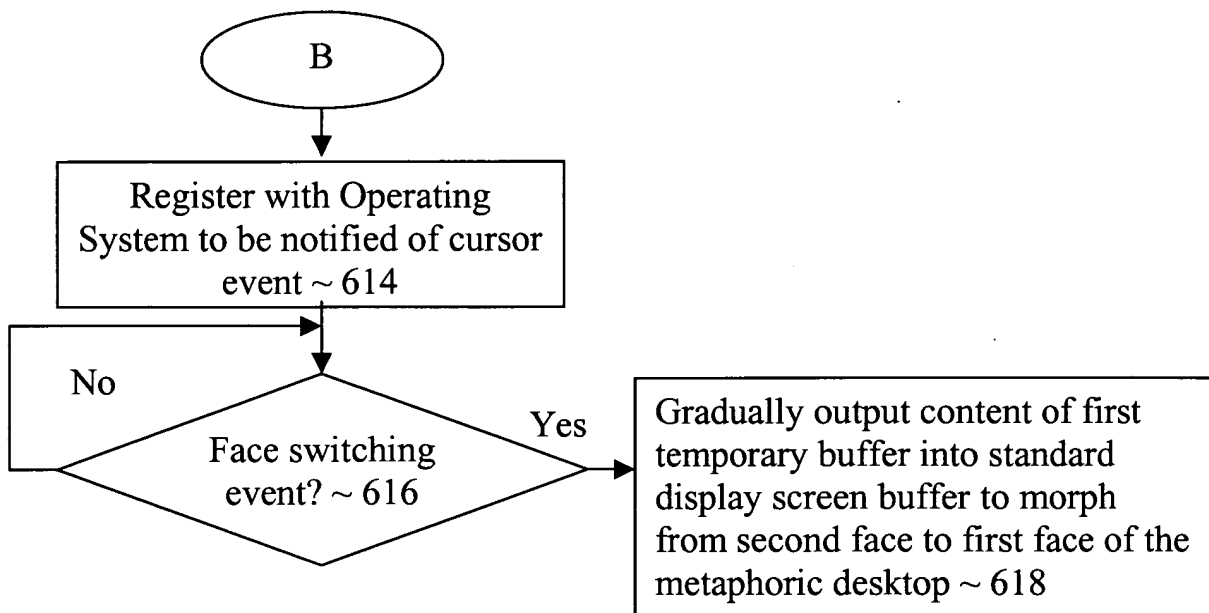 B
Register with Operating
System to be notified of cursor
event ~ 614
No
Yes
Face switching
event? ~ 616
Gradually output content of first
temporary buffer into standard
display screen buffer to morph
from second face to first face of the
metaphoric desktop ~ 618